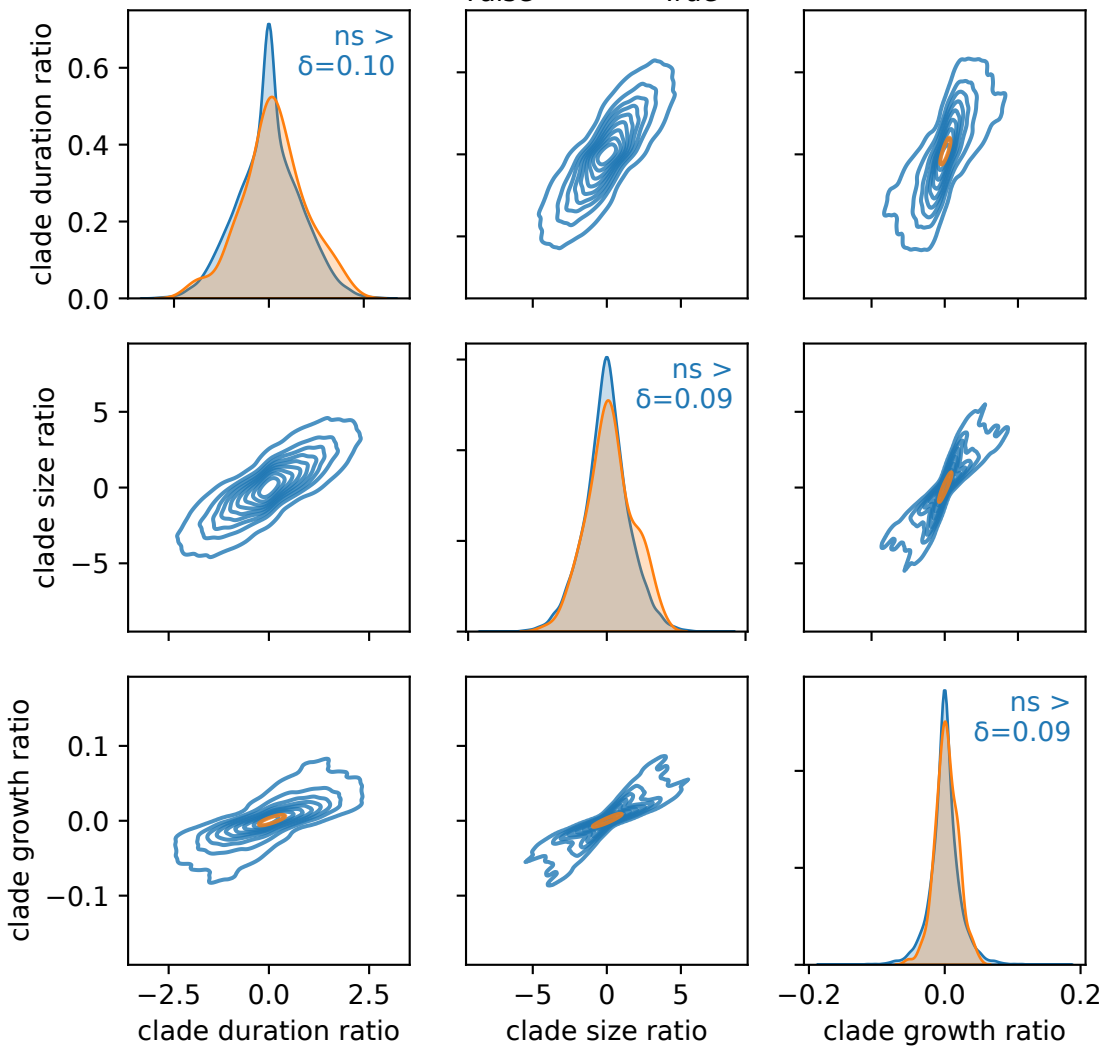 clade duration ratio
0.6
0.4
0.2
0.0
ns >
δ=0.10
clade size ratio
5
0
−5
ns >
δ=0.09
clade growth ratio
0.1
0.0
−0.1
ns >
δ=0.09
−2.5 0.0 2.5
−5 0 5
−0.2 0.0 0.2
clade duration ratio
clade size ratio
clade growth ratio